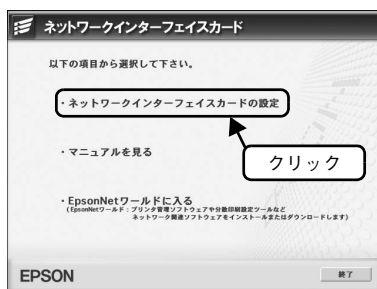 ネットワークインターフェイスカード
以下の項目から選択して下さい。
・ネットワークインターフェイスカードの設定
クリック
・マニュアルを見る
・EpsonNetワールドに入る
(EpsonNetワールド：プリンタ管理ソフトウェアや分散印刷設定ツールなど
ネットワーク関連ソフトウェアをインストールまたはダウンロードします)
EPSON
終了